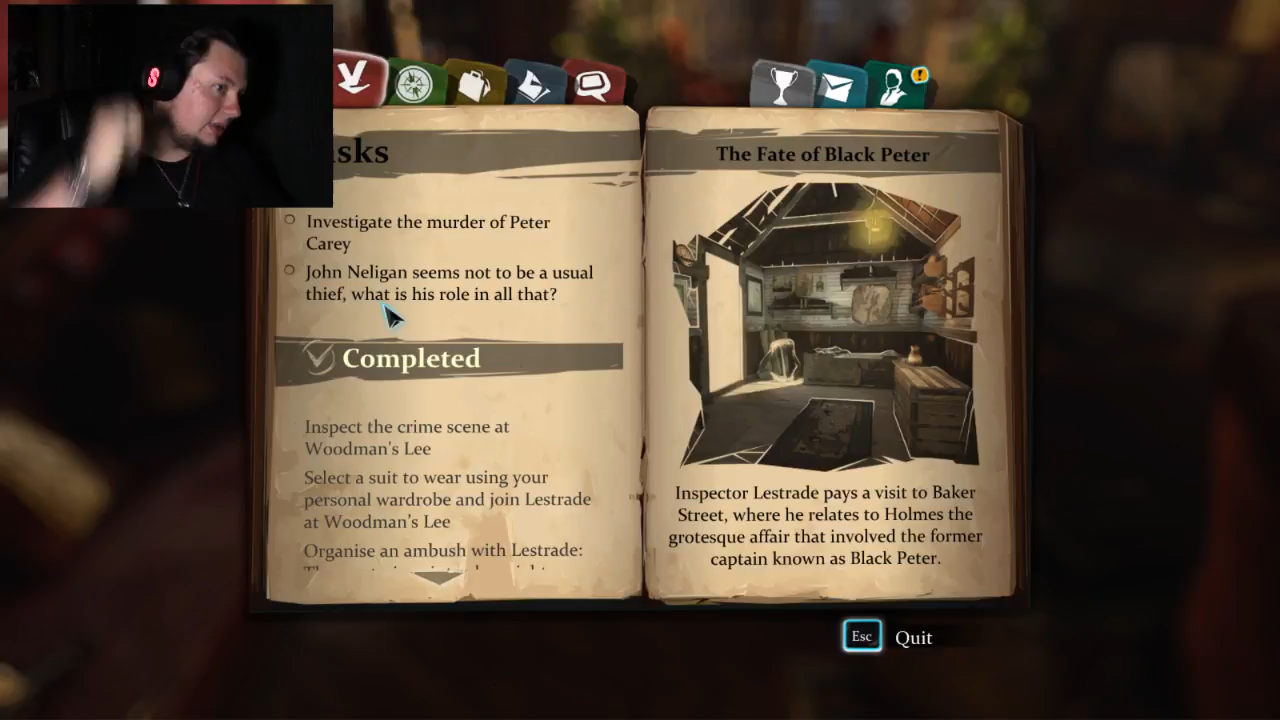 sks
Investigate the murder of Peter
Carey
John Neligan seems not to be a usual
thief, what is his role in all that?
Completed
Inspect the crime scene at
Woodman's Lee
Select a suit to wear using your
personal wardrobe and join Lestrade
at Woodman's Lee
Organise an ambush with Lestrade:
The Fate of Black Peter
Inspector Lestrade pays a visit to Baker
Street, where he relates to Holmes the
grotesque affair that involved the former
captain known as Black Peter.
Esc Quit